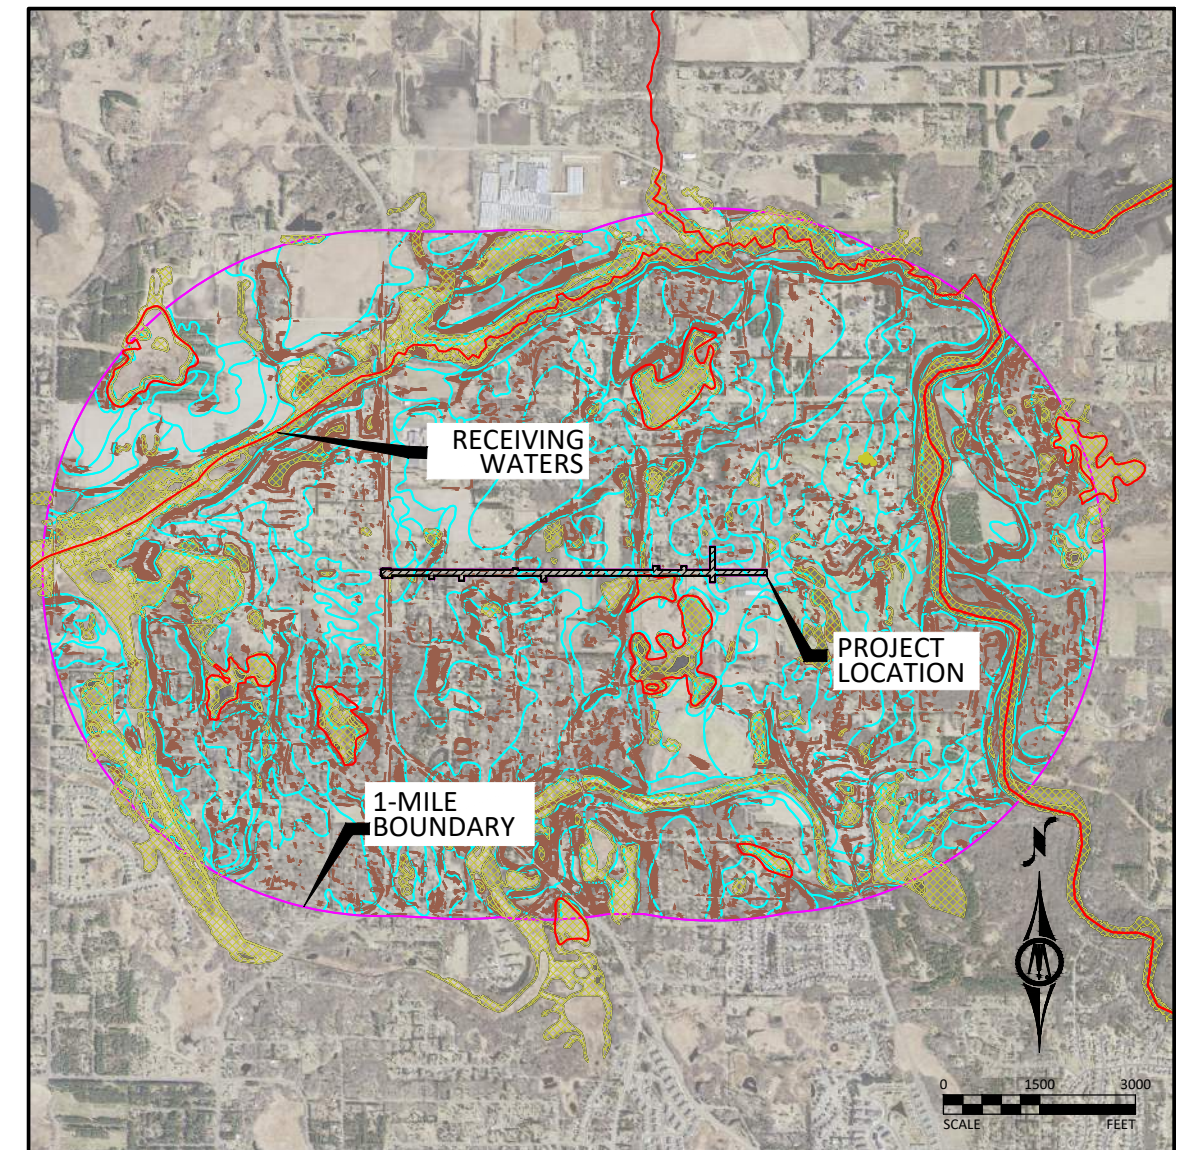 RECEIVING
WATERS
PROJECT
LOCATION
1-MILE
BOUNDARY
N
0 1500 3000
SCALE FEET